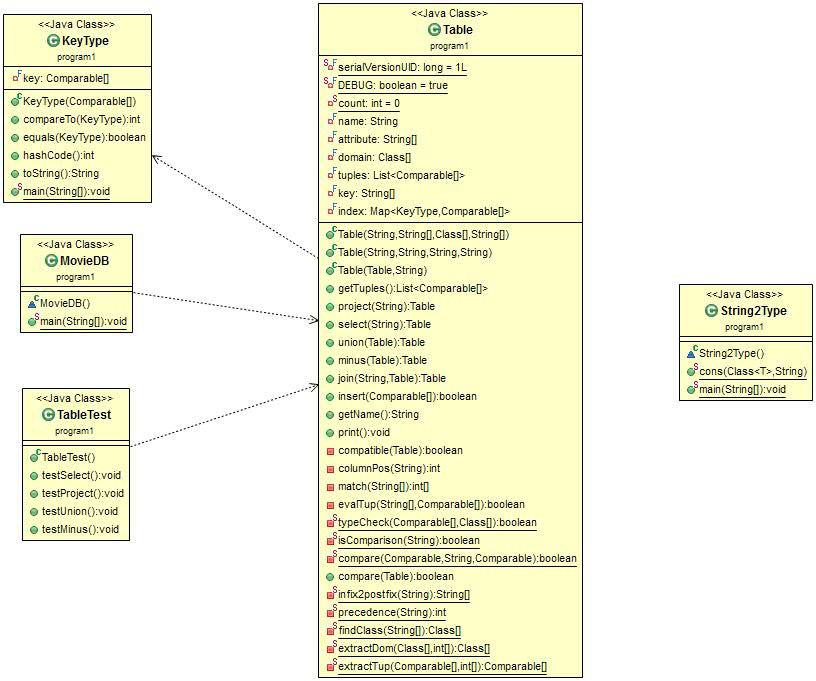 <<Java Class>>
KeyType
program1
key: Comparable[]
KeyType(Comparable[])
compareTo(KeyType):int
equals(KeyType):boolean
hashCode():int
toString():String
main(String[]):void
<<Java Class>>
MovieDB
program1
MovieDB()
main(String[]):void
<<Java Class>>
TableTest
program1
TableTest()
testSelect():void
testProject():void
testUnion():void
testMinus():void
<<Java Class>>
Table
program1
serialVersionUID: long = 1L
DEBUG: boolean = true
count: int = 0
name: String
attribute: String[]
domain: Class[]
tuples: List<Comparable[]>
key: String[]
index: Map<KeyType,Comparable[]>
Table(String,String[],Class[],String[])
Table(String,String,String,String)
Table(Table,String)
getTuples():List<Comparable[]>
project(String):Table
select(String):Table
union(Table):Table
minus(Table):Table
join(String,Table):Table
insert(Comparable[]):boolean
getName():String
print():void
compatible(Table):boolean
columnPos(String):int
match(String[]):int[]
evalTup(String[],Comparable[]):boolean
typeCheck(Comparable[],Class[]):boolean
isComparison(String):boolean
compare(Comparable,String,Comparable):boolean
compare(Table):boolean
infix2postfix(String):String[]
precedence(String):int
findClass(String[]):Class[]
extractDom(Class[],int[]):Class[]
extractTup(Comparable[],int[]):Comparable[]
<<Java Class>>
String2Type
program1
String2Type()
cons(Class<T>,String)
main(String[]):void